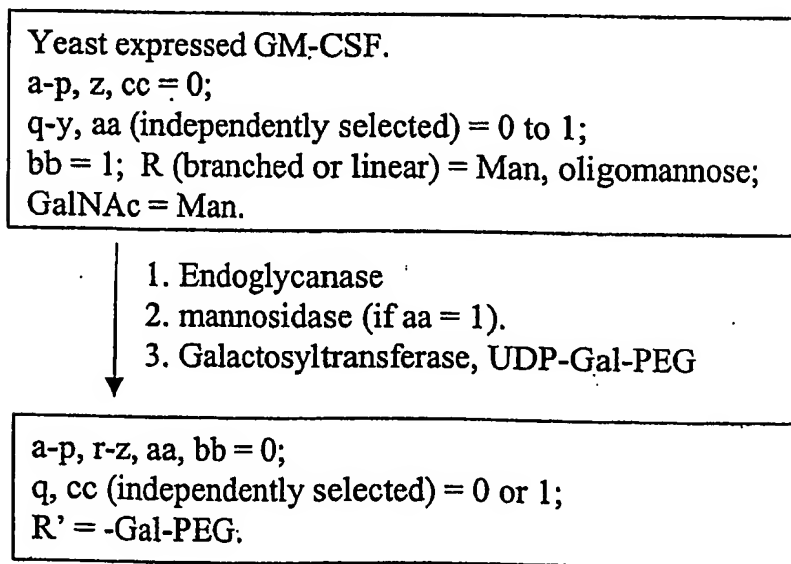 Yeast expressed GM-CSF.
a-p, z, cc = 0;
q-y, aa (independently selected) = 0 to 1;
bb = 1; R (branched or linear) = Man, oligomannose;
GalNAc = Man.
1. Endoglycanase
2. mannosidase (if aa = 1).
3. Galactosyltransferase, UDP-Gal-PEG
a-p, r-z, aa, bb = 0;
q, cc (independently selected) = 0 or 1;
R' = -Gal-PEG.